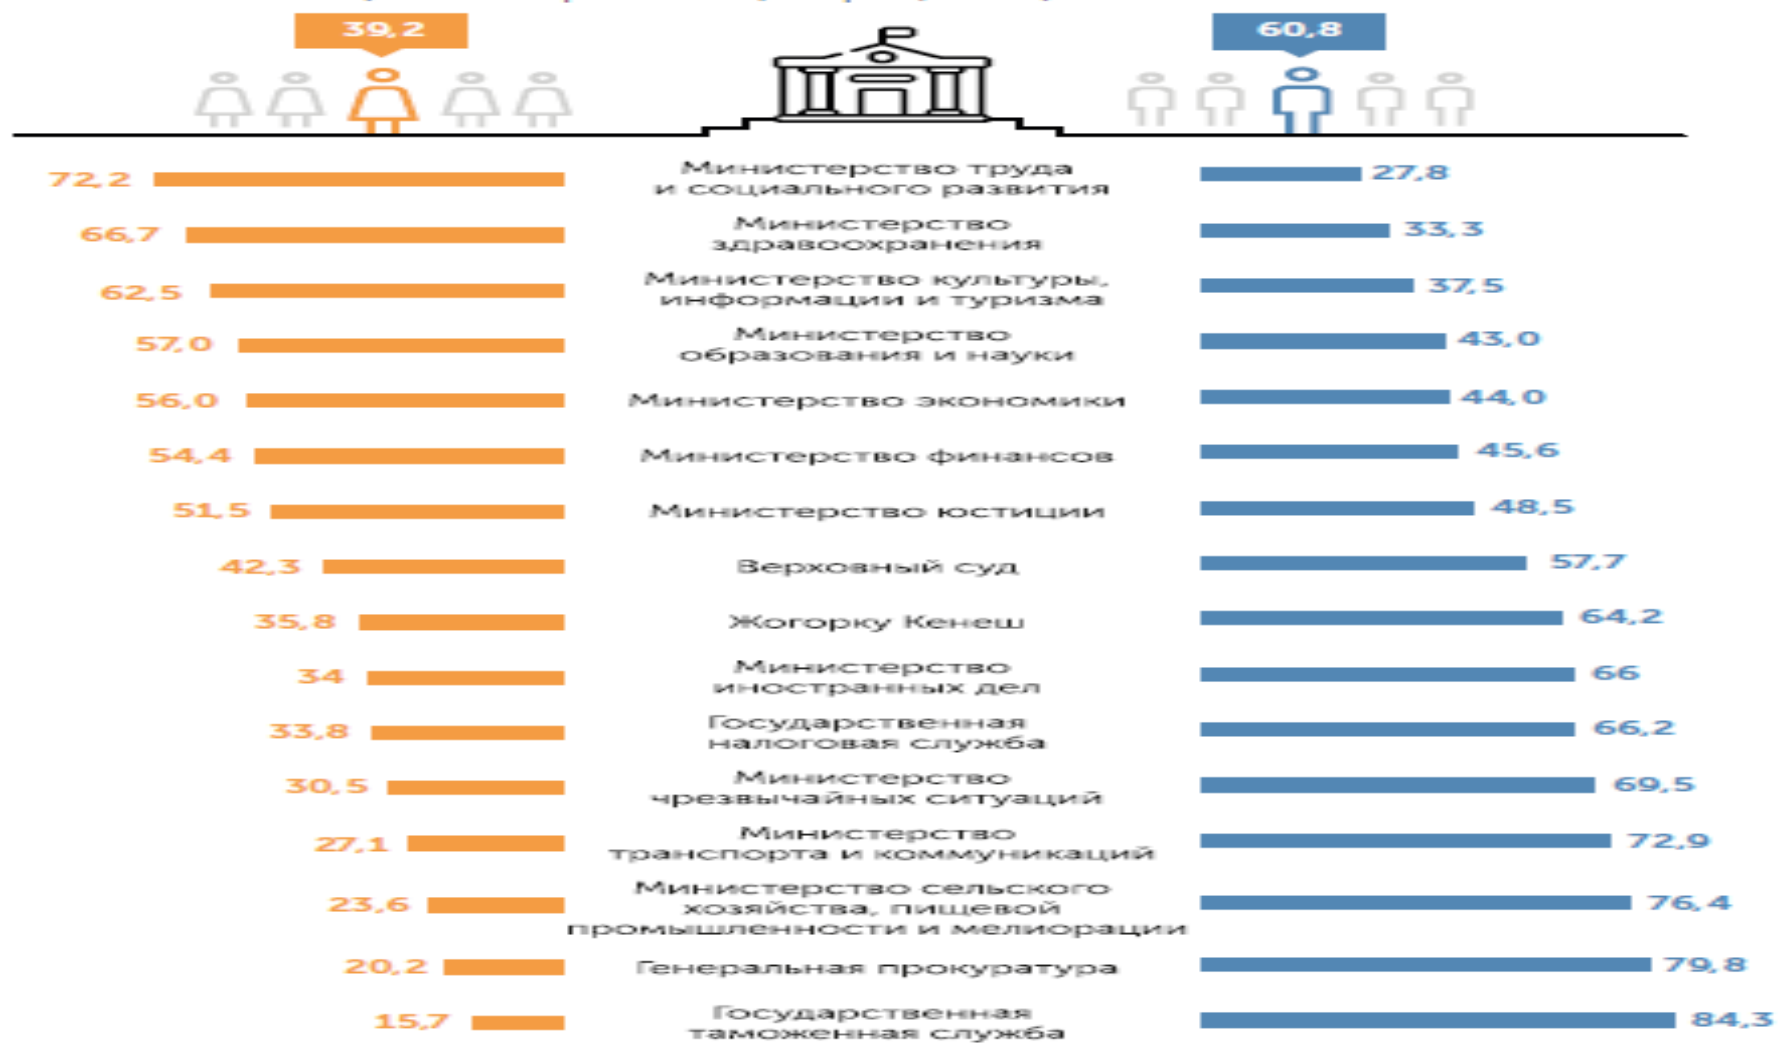 39,2
60,8
72,2
Министерство труда
и социального развития
27,8
66,7
Министерство
здравоохранения
33,3
62,5
Министерство культуры,
информации и туризма
37,5
57,0
Министерство
образования и науки
43,0
56,0
Министерство экономики
44,0
54,4
Министерство финансов
45,6
51,5
Министерство юстиции
48,5
42,3
Верховный суд
57,7
35,8
Жогорку Кенеш
64,2
34
Министерство
иностранных дел
66
33,8
Государственная
налоговая служба
66,2
30,5
Министерство
чрезвычайных ситуаций
69,5
27,1
Министерство
транспорта и коммуникаций
72,9
23,6
Министерство сельского
хозяйства, пищевой
промышленности и мелиорации
76,4
20,2
Генеральная прокуратура
79,8
15,7
Государственная
таможенная служба
84,3